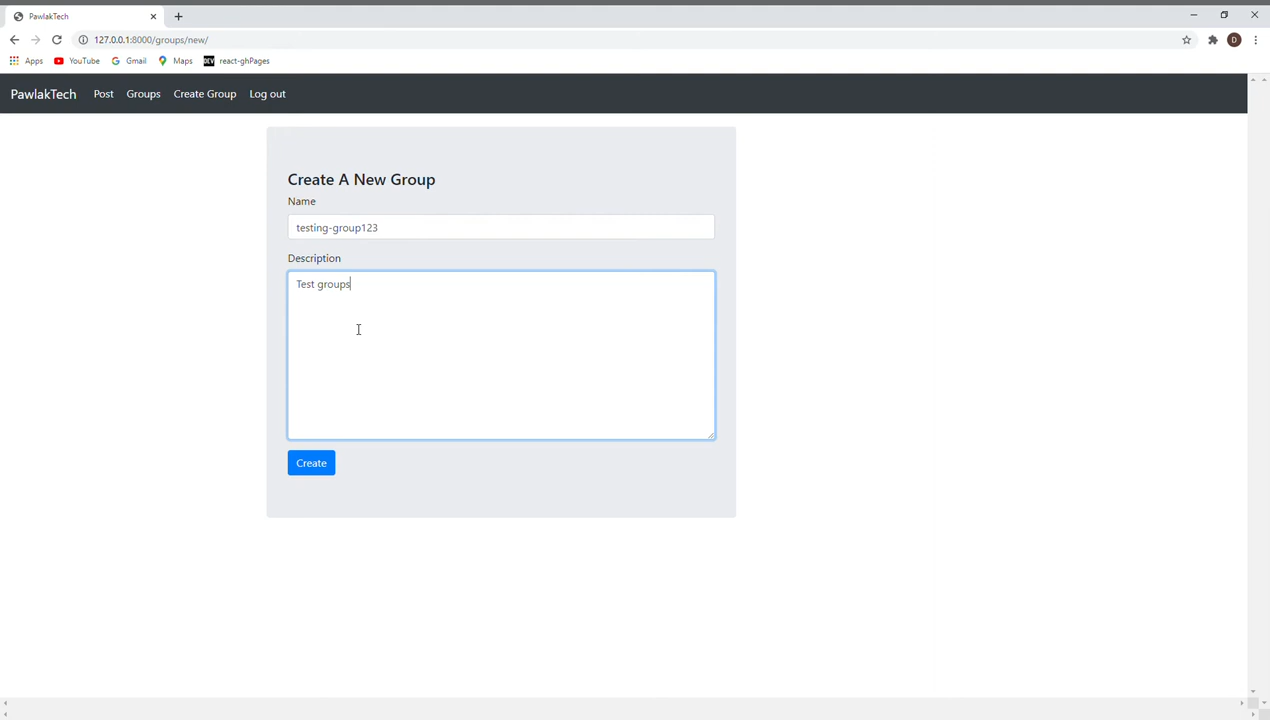 PawlakTech
127.0.0.1:8000/groups/new/
D
Apps YouTube Gmail Maps DEV react-ghPages
PawlakTech Post Groups Create Group Log out
Create A New Group
Name
testing-group123
Description
Test groups
Create